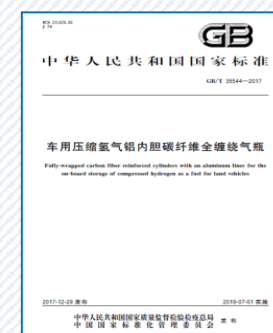 ICS 23.020.30
J 74
GB
中华人民共和国国家标准
GB/T 35544—2017
车用压缩氢气铝内胆碳纤维全缠绕气瓶
Fully-wrapped carbon fiber reinforced cylinders with an aluminum liner for the
on-board storage of compressed hydrogen as a fuel for land vehicles
2017-12-29 发布
2018-07-01 实施
中华人民共和国国家质量监督检验检疫总局
中国国家标准化管理委员会
发布